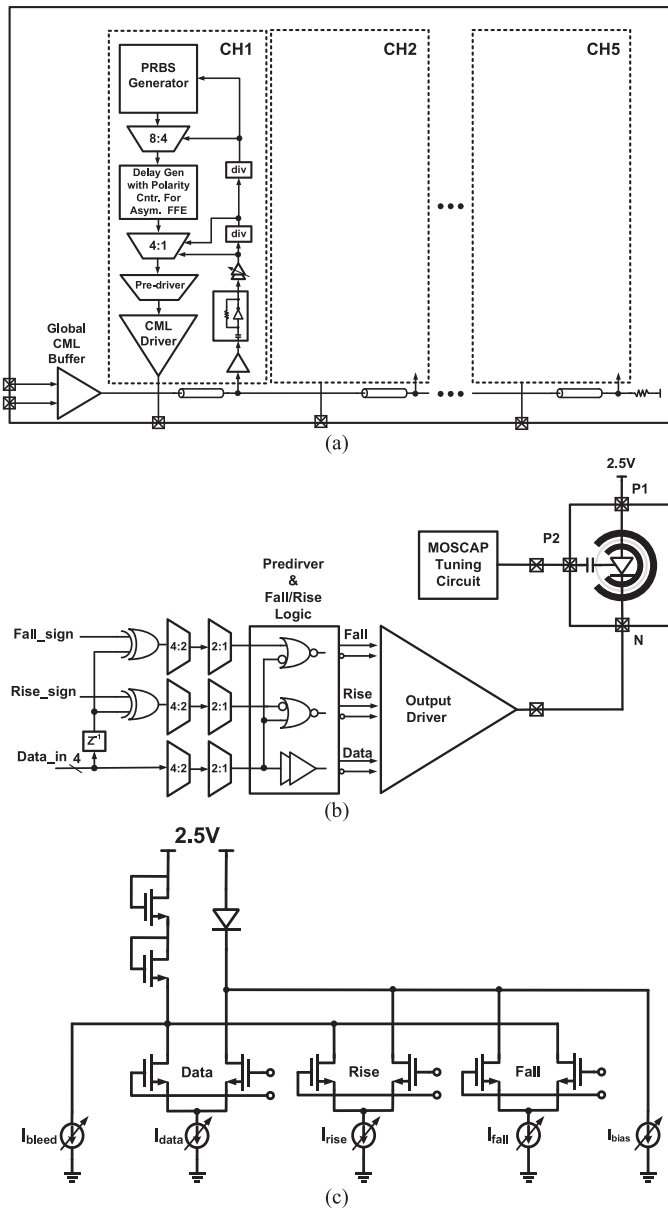 CH1
CH2
CH5
PRBS
Generator
8:4
div
Delay Gen
with Polarity
Cntr. For
Asym. FFE
div
4:1
Pre-driver
CML
Driver
Global
CML
Buffer
(a)
2.5V
P1
P2
MOSCAP
Tuning
Circuit
N
Predirver
&
Fall/Rise
Logic
Fall_sign
4:2
2:1
Fall
Rise_sign
4:2
2:1
Rise
Output
Driver
Z-1
Data_in
4
4:2
2:1
Data
(b)
2.5V
Data
Rise
Fall
Ibleed
Idata
Irise
Ifall
Ibias
(c)